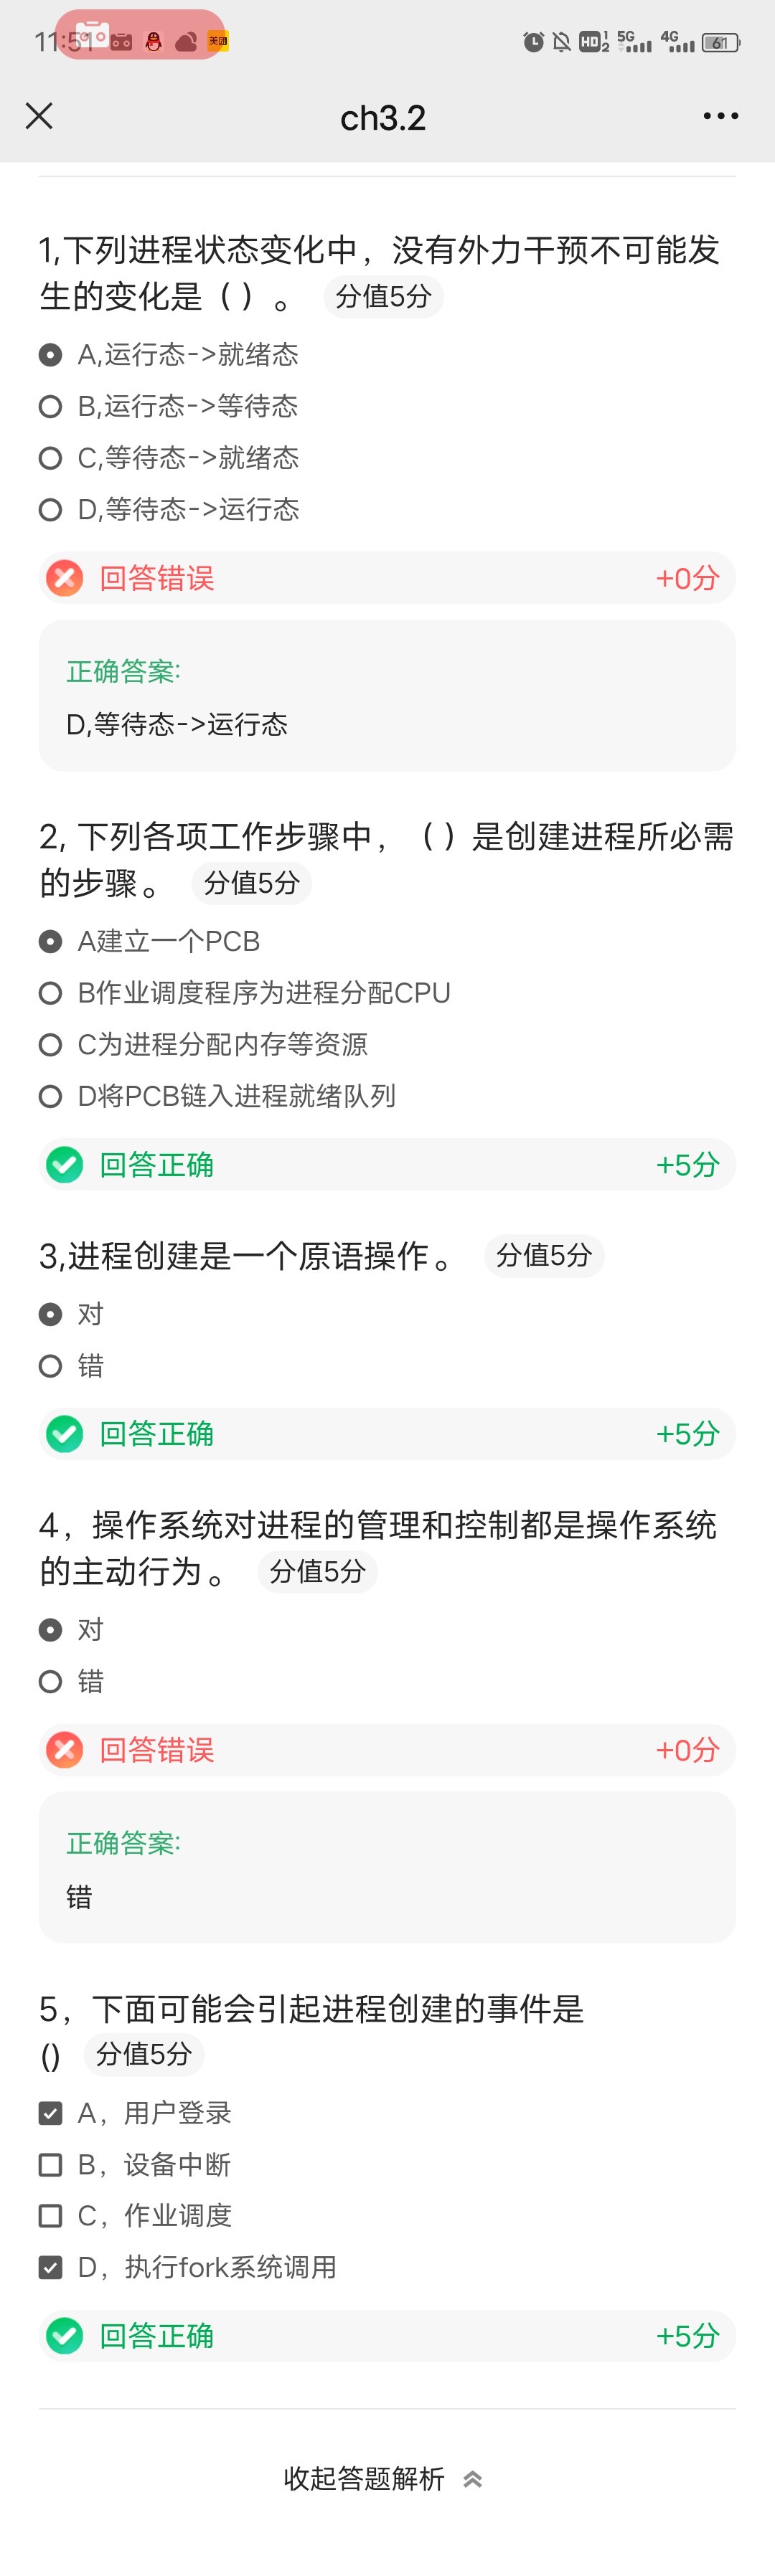 11:51 美团 HD 1 2 5G 4G 61
ch3.2
1,下列进程状态变化中，没有外力干预不可能发
生的变化是（ ）。 分值5分
A,运行态->就绪态
B,运行态->等待态
C,等待态->就绪态
D,等待态->运行态
回答错误 +0分
正确答案:
D,等待态->运行态
2, 下列各项工作步骤中，（ ）是创建进程所必需
的步骤。 分值5分
A建立一个PCB
B作业调度程序为进程分配CPU
C为进程分配内存等资源
D将PCB链入进程就绪队列
回答正确 +5分
3,进程创建是一个原语操作。 分值5分
对
错
回答正确 +5分
4，操作系统对进程的管理和控制都是操作系统
的主动行为。 分值5分
对
错
回答错误 +0分
正确答案:
错
5，下面可能会引起进程创建的事件是
() 分值5分
A，用户登录
B，设备中断
C，作业调度
D，执行fork系统调用
回答正确 +5分
收起答题解析